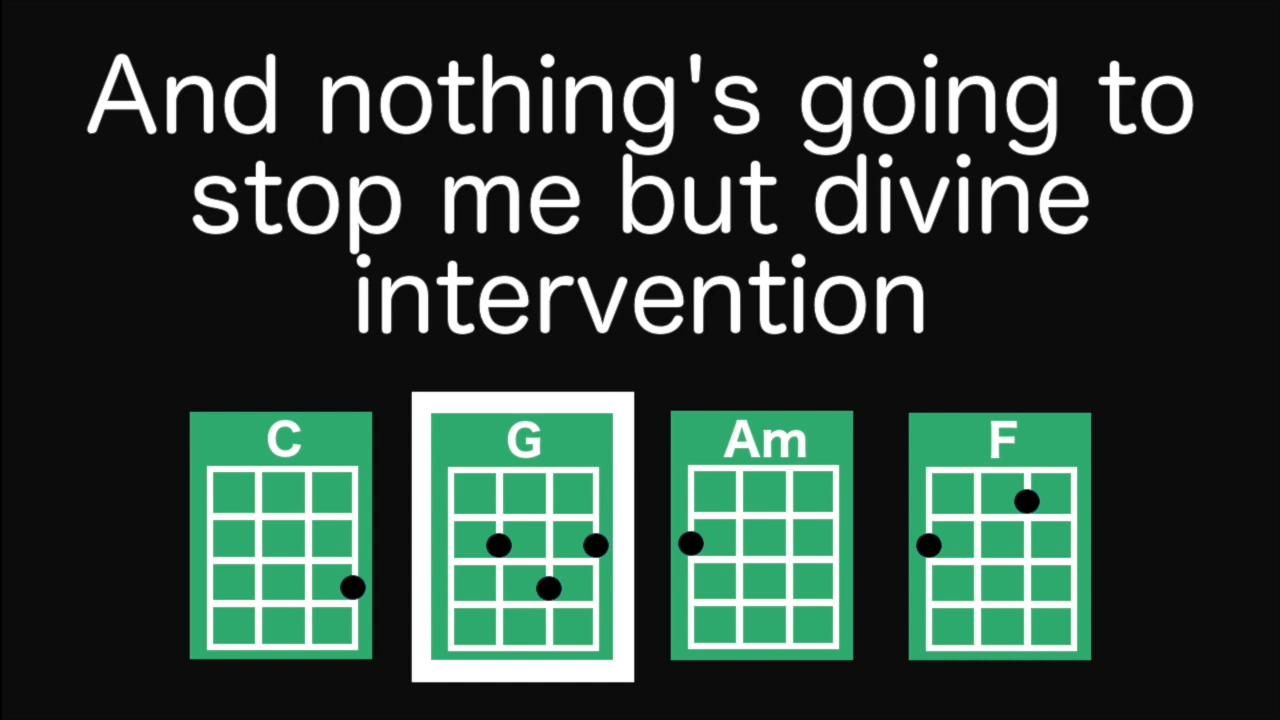 And nothing's going to
stop me but divine
intervention
C G Am F